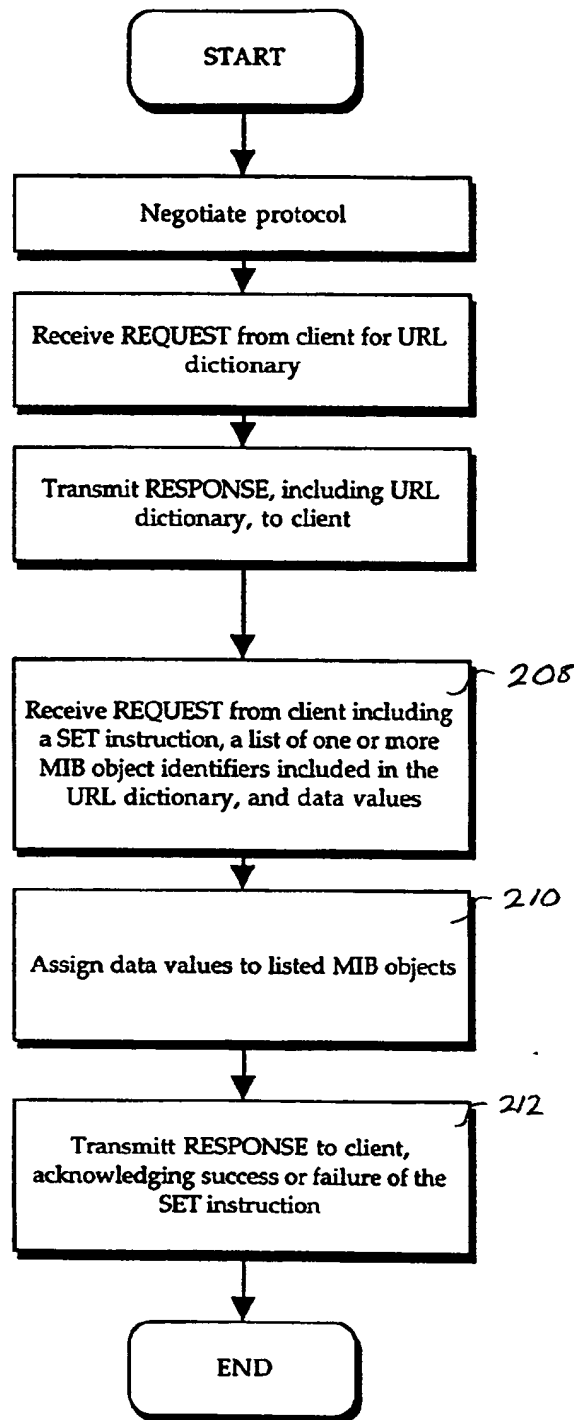 START
Negotiate protocol
Receive REQUEST from client for URL
dictionary
Transmit RESPONSE, including URL
dictionary, to client
208
Receive REQUEST from client including
a SET instruction, a list of one or more
MIB object identifiers included in the
URL dictionary, and data values
210
Assign data values to listed MIB objects
212
Transmitt RESPONSE to client,
acknowledging success or failure of the
SET instruction
END